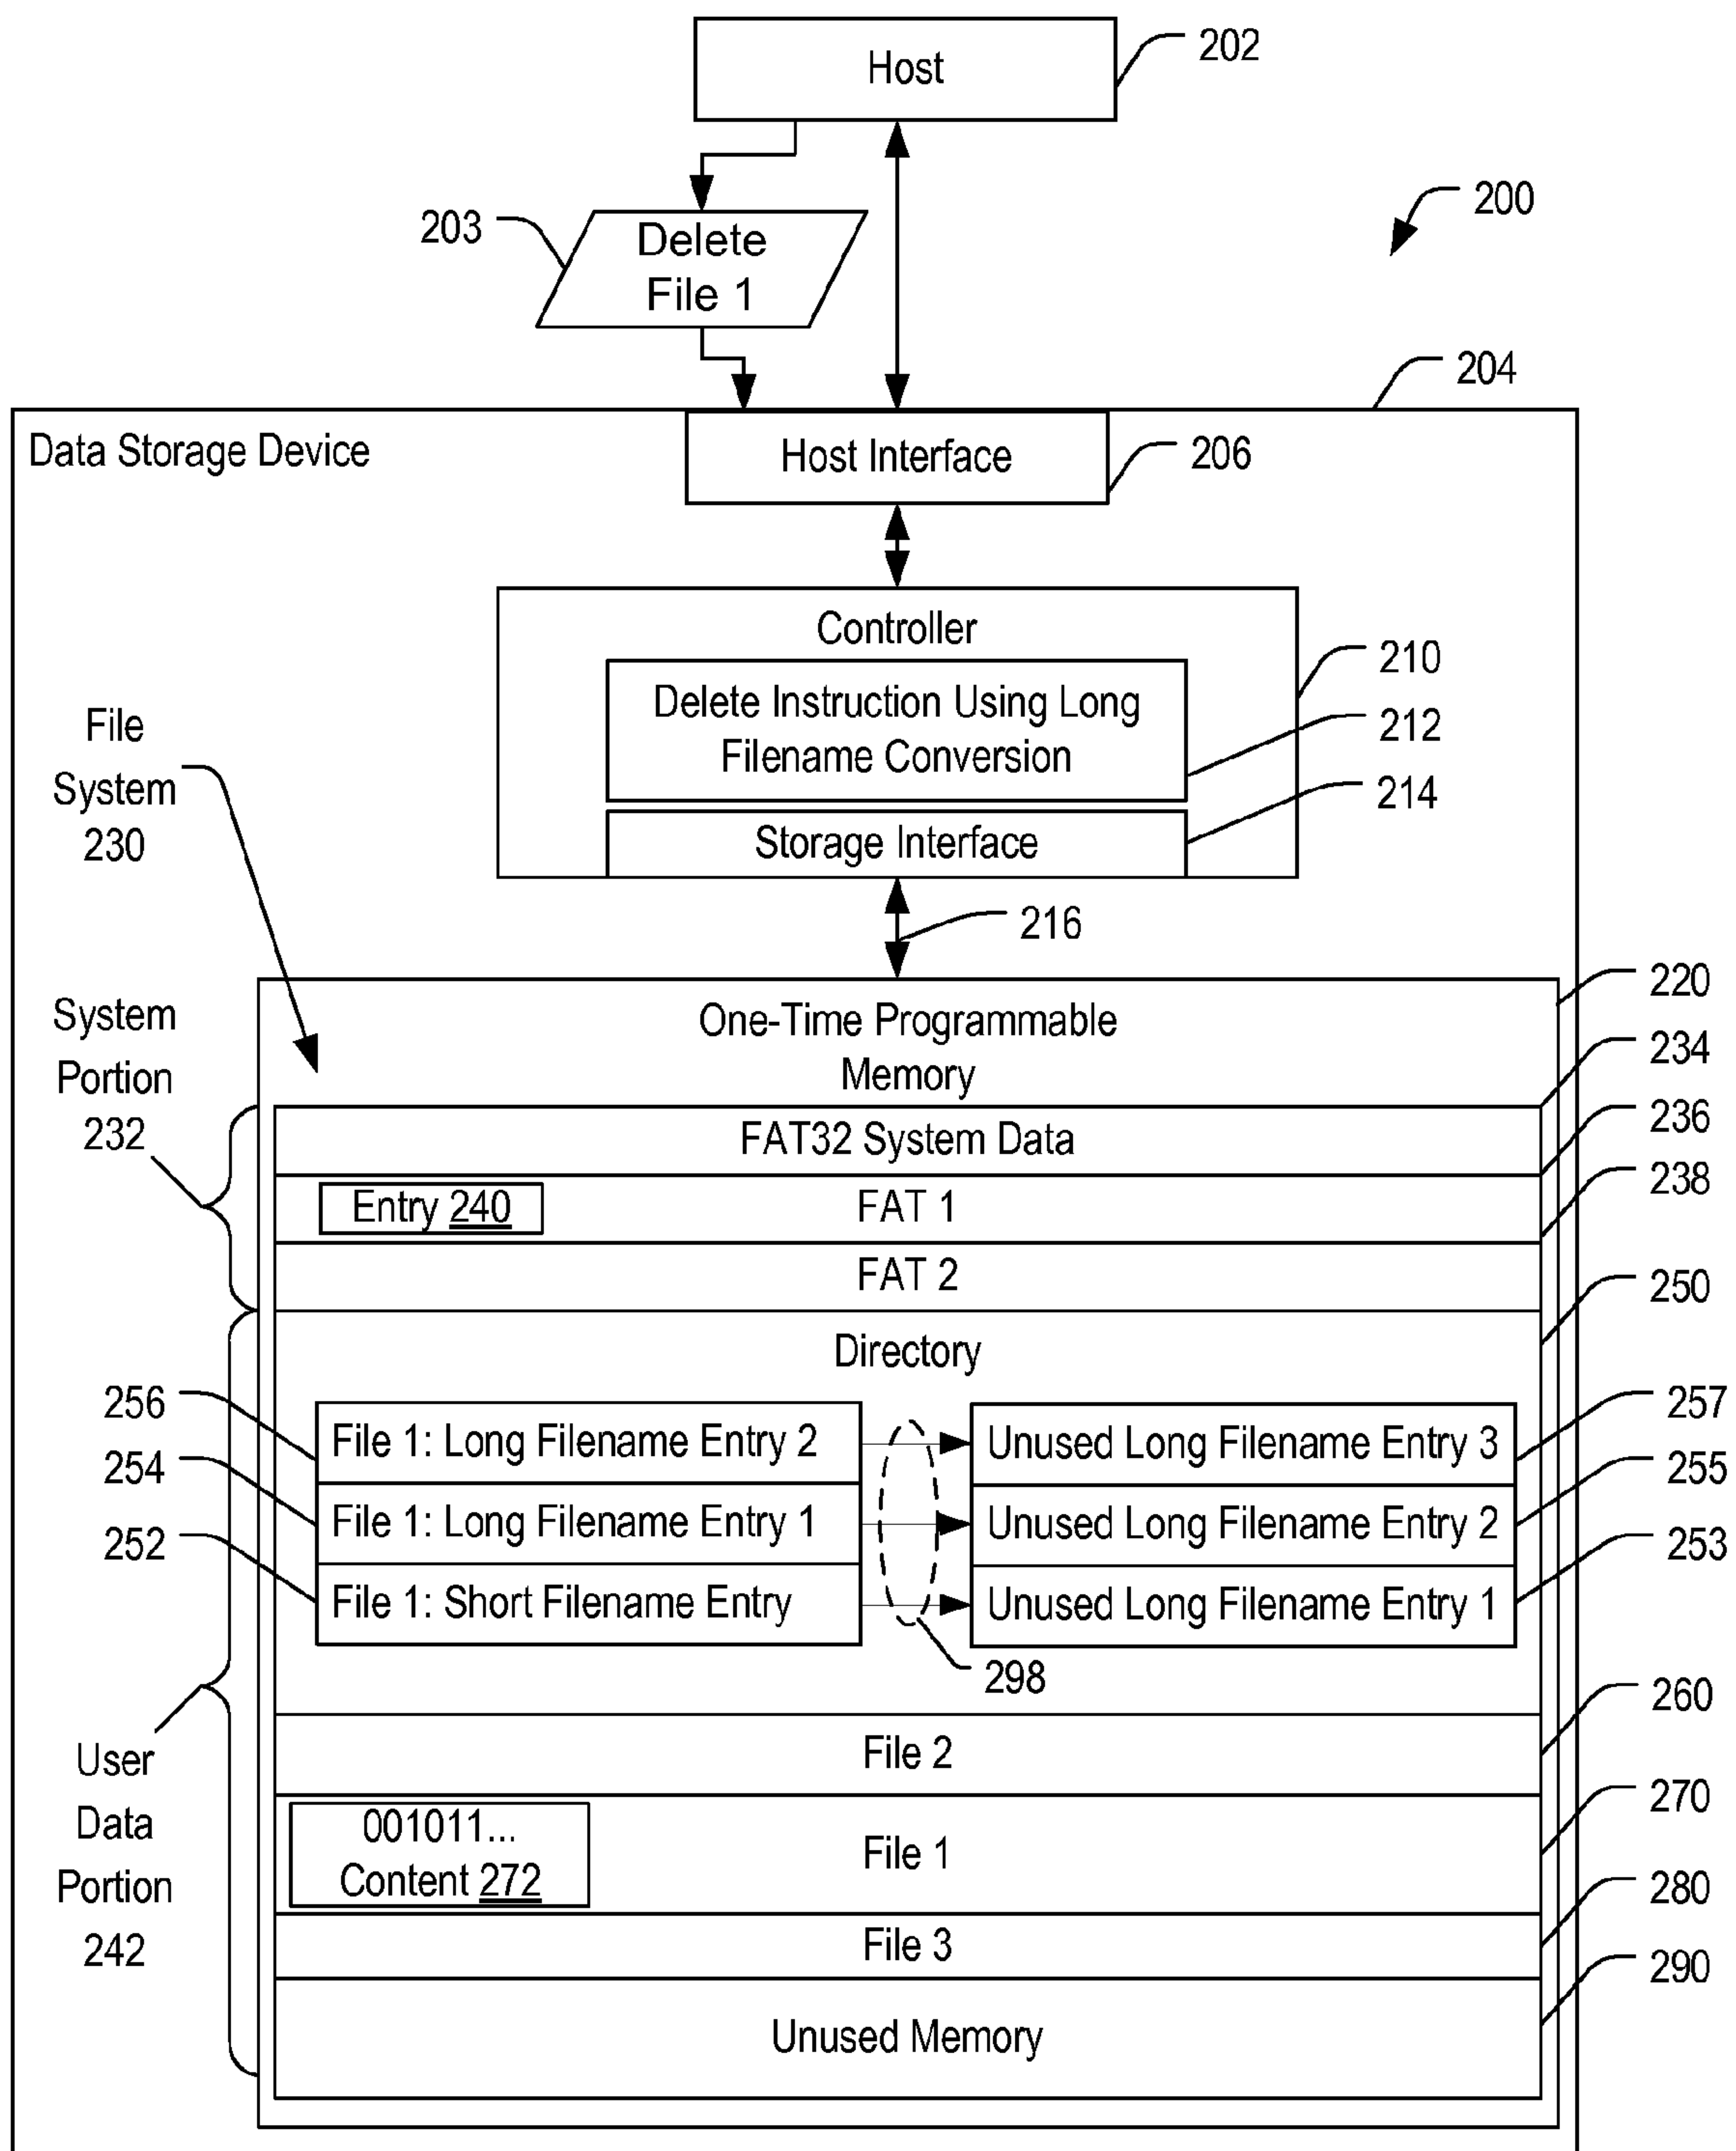 Host
202
200
203
Delete
File 1
204
Data Storage Device
Host Interface
206
Controller
210
Delete Instruction Using Long
Filename Conversion
212
Storage Interface
214
File
System
230
216
220
One-Time Programmable
Memory
System
Portion
232
234
FAT32 System Data
236
Entry 240
FAT 1
238
FAT 2
250
Directory
256
File 1: Long Filename Entry 2
Unused Long Filename Entry 3
257
254
File 1: Long Filename Entry 1
Unused Long Filename Entry 2
255
252
File 1: Short Filename Entry
Unused Long Filename Entry 1
253
298
260
User
Data
Portion
242
File 2
270
001011...
Content 272
File 1
280
File 3
290
Unused Memory